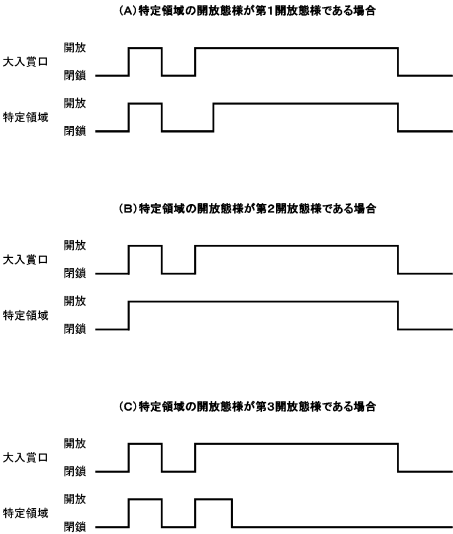 (A)特定領域の開放態様が第1開放態様である場合
開放
大入賞口
閉鎖
開放
特定領域
閉鎖
(B)特定領域の開放態様が第2開放態様である場合
開放
大入賞口
閉鎖
開放
特定領域
閉鎖
(C)特定領域の開放態様が第3開放態様である場合
開放
大入賞口
閉鎖
開放
特定領域
閉鎖